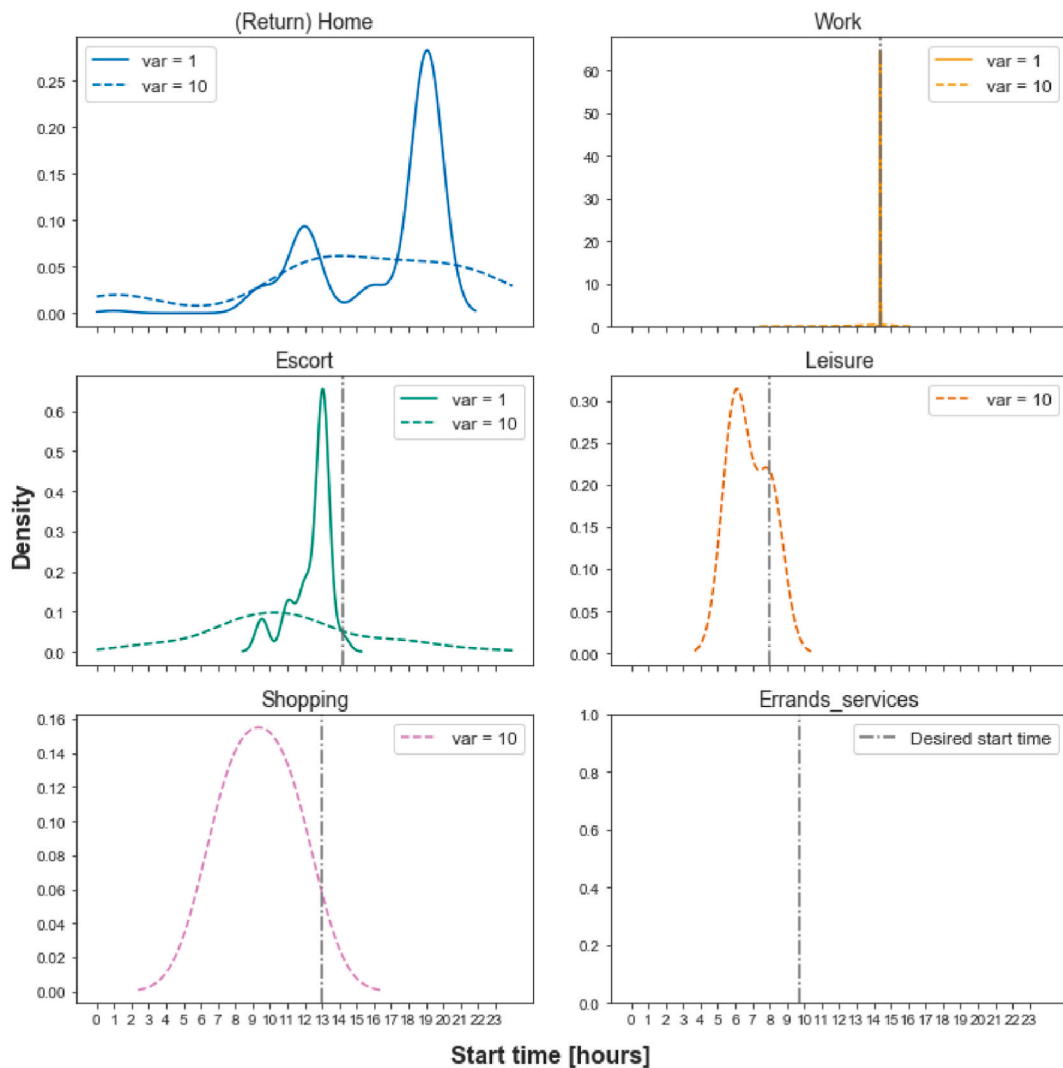 (Return) Home
Work
var = 1
var = 10
0.25
0.20
0.15
0.10
0.05
0.00
var = 1
var = 10
60
50
40
30
20
10
0
Escort
Leisure
var = 1
var = 10
0.6
0.5
0.4
0.3
0.2
0.1
0.0
var = 10
0.30
0.25
0.20
0.15
0.10
0.05
0.00
Density
Shopping
Errands_services
var = 10
0.16
0.14
0.12
0.10
0.08
0.06
0.04
0.02
0.00
0 1 2 3 4 5 6 7 8 9 10 11 12 13 14 15 16 17 18 19 20 21 22 23
Desired start time
1.0
0.8
0.6
0.4
0.2
0.0
0 1 2 3 4 5 6 7 8 9 10 11 12 13 14 15 16 17 18 19 20 21 22 23
Start time [hours]